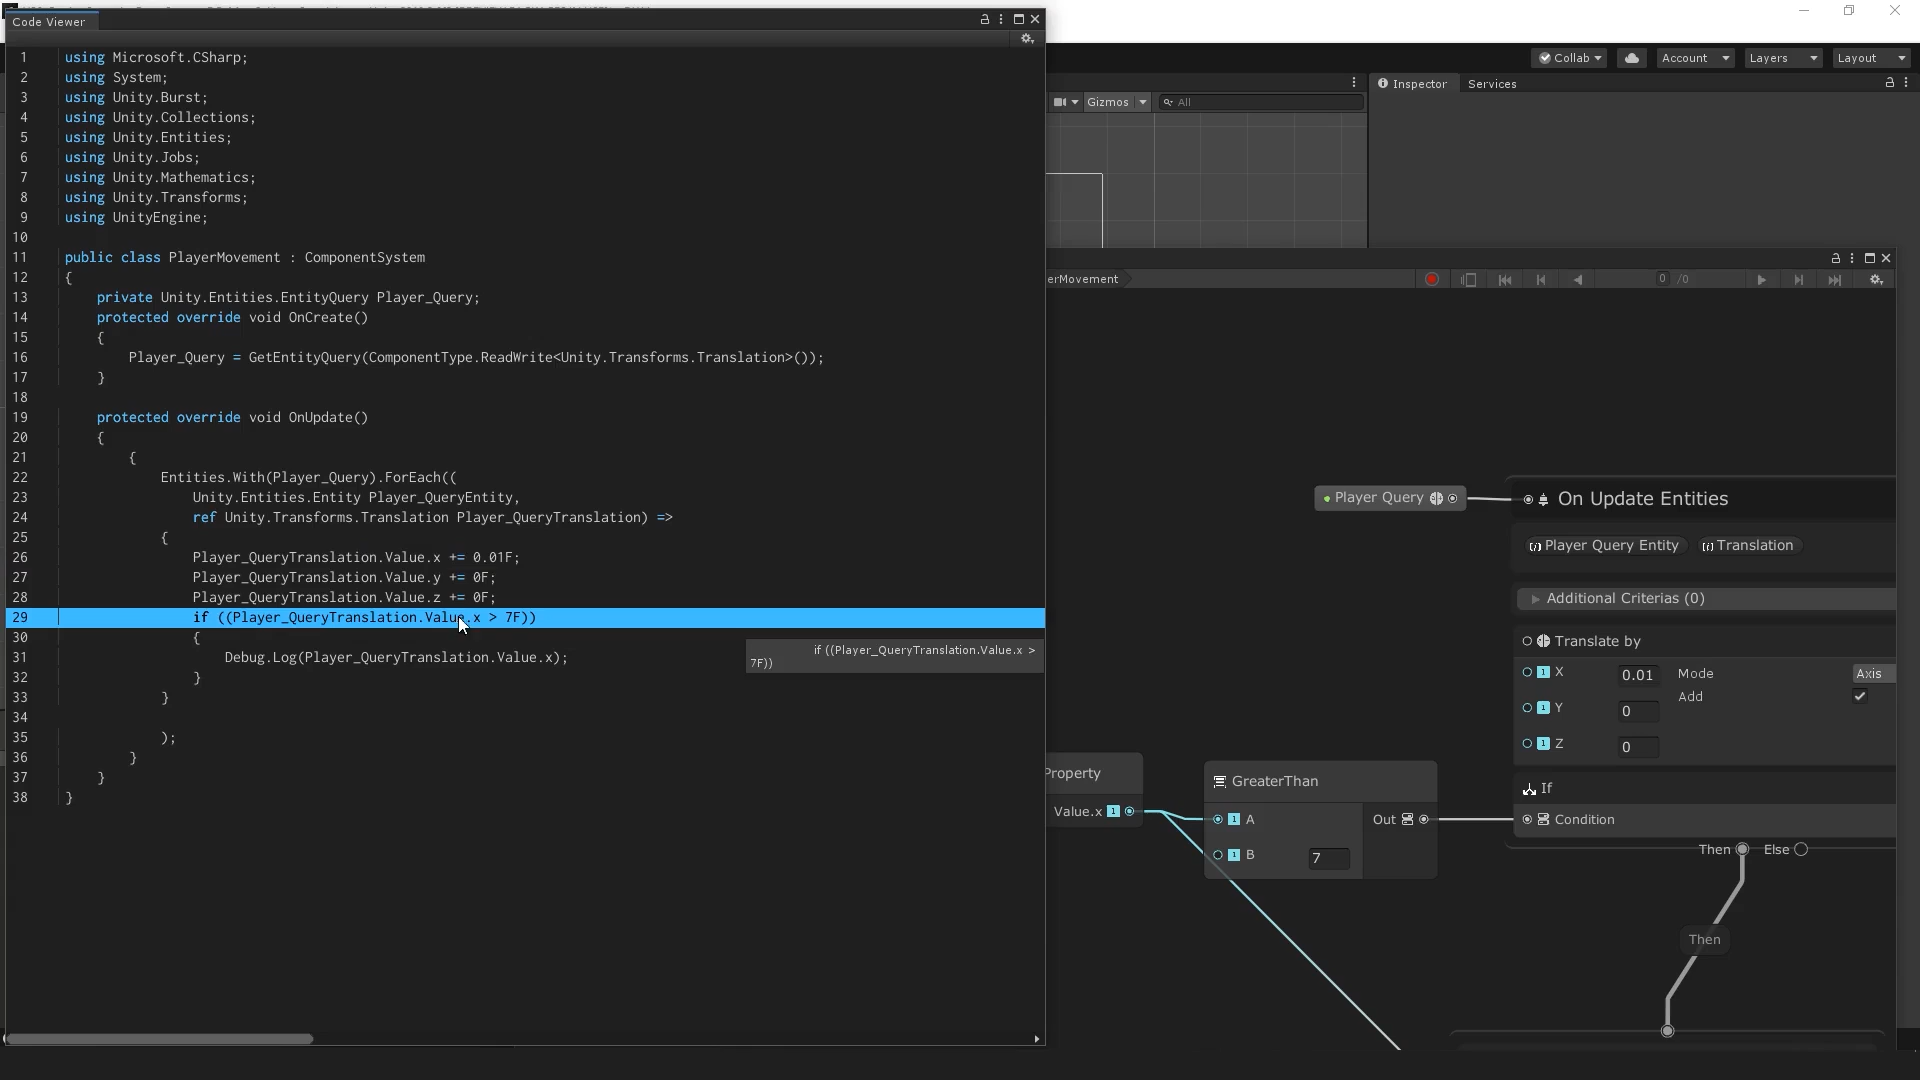 Code Viewer
1 using Microsoft.CSharp;
2 using System;
3 using Unity.Burst;
4 using Unity.Collections;
5 using Unity.Entities;
6 using Unity.Jobs;
7 using Unity.Mathematics;
8 using Unity.Transforms;
9 using UnityEngine;
10
11 public class PlayerMovement : ComponentSystem
12 {
13 private Unity.Entities.EntityQuery Player_Query;
14 protected override void OnCreate()
15 {
16 Player_Query = GetEntityQuery(ComponentType.ReadWrite<Unity.Transforms.Translation>());
17 }
18
19 protected override void OnUpdate()
20 {
21 {
22 Entities.With(Player_Query).ForEach((
23 Unity.Entities.Entity Player_QueryEntity,
24 ref Unity.Transforms.Translation Player_QueryTranslation) =>
25 {
26 Player_QueryTranslation.Value.x += 0.01F;
27 Player_QueryTranslation.Value.y += 0F;
28 Player_QueryTranslation.Value.z += 0F;
29 if ((Player_QueryTranslation.Value.x > 7F))
30 {
31 Debug.Log(Player_QueryTranslation.Value.x);
32 }
33 }
34
35 );
36 }
37 }
38 }
if ((Player_QueryTranslation.Value.x >
7F))
Collab Account Layers Layout
Gizmos All
Inspector Services
erMovement
0 /0
Player Query
On Update Entities
Player Query Entity Translation
Additional Criterias (0)
Translate by
X 0.01 Mode Axis
Add
Y 0
Z 0
If
Condition
Then Else
Then
Property
Value.x
GreaterThan
A Out
B 7